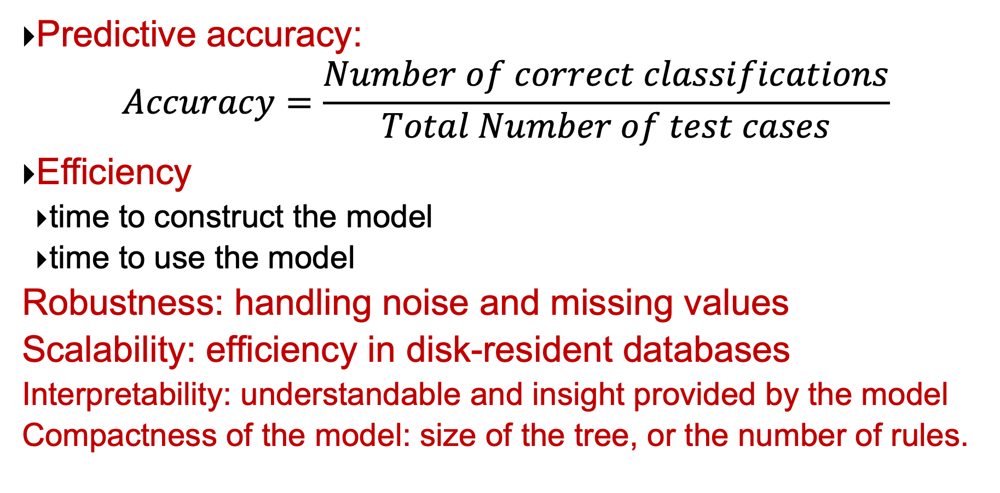 ‣Predictive accuracy:
Accuracy = Number of correct classifications / Total Number of test cases
‣Efficiency
‣time to construct the model
‣time to use the model
Robustness: handling noise and missing values
Scalability: efficiency in disk-resident databases
Interpretability: understandable and insight provided by the model
Compactness of the model: size of the tree, or the number of rules.